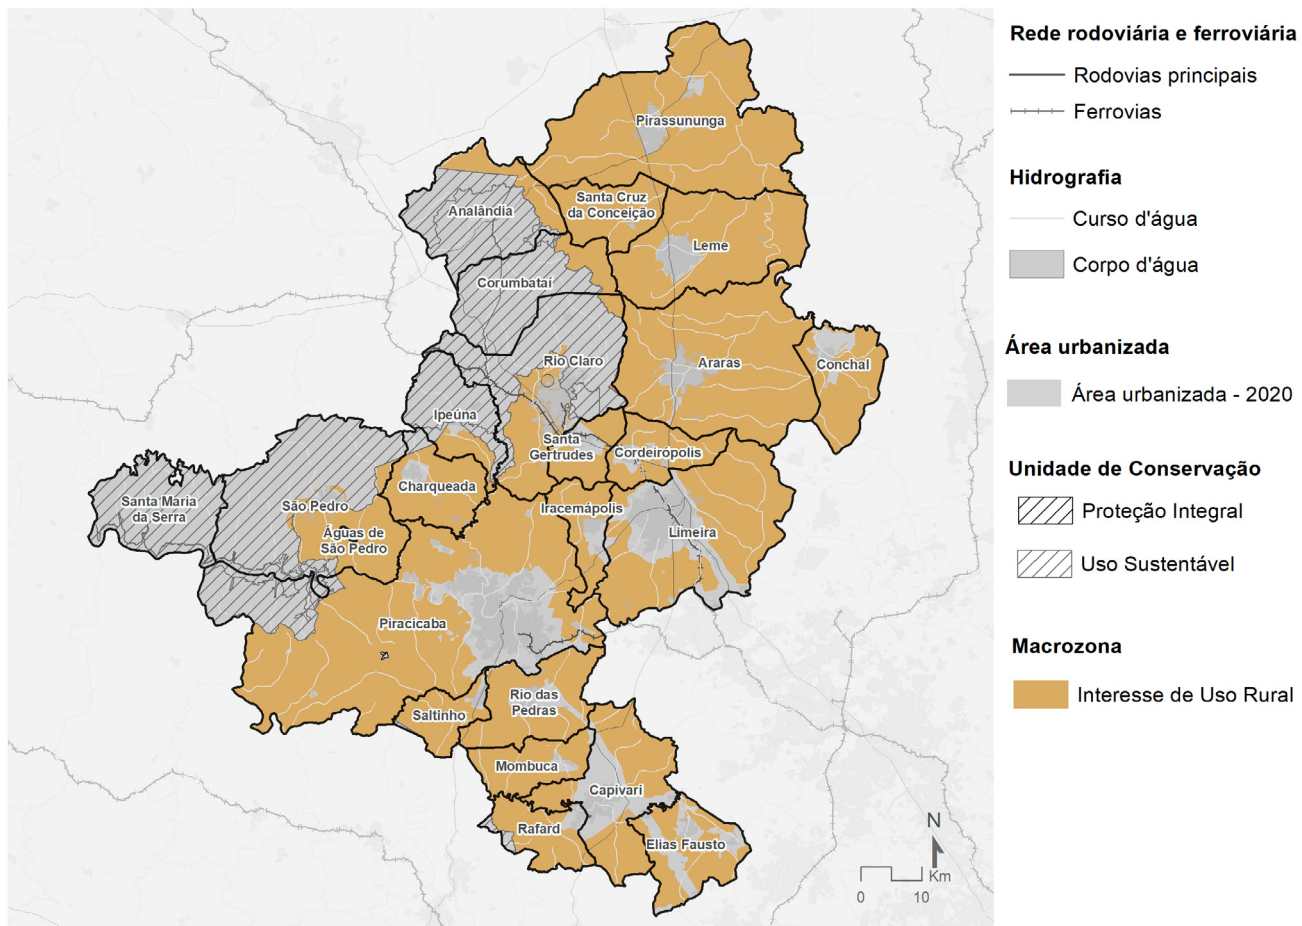 Rede rodoviária e ferroviária
Rodovias principais
Ferrovias
Hidrografia
Curso d'água
Corpo d'água
Área urbanizada
Área urbanizada - 2020
Unidade de Conservação
Proteção Integral
Uso Sustentável
Macrozona
Interesse de Uso Rural
Pirassununga
Santa Cruz
da Conceição
Analândia
Leme
Corumbataí
Rio Claro
Araras
Conchal
Ipeúna
Santa
Gertrudes
Cordeirópolis
Charqueada
Santa Maria
da Serra
São Pedro
Iracemápolis
Águas de
São Pedro
Limeira
Piracicaba
Rio das
Pedras
Saltinho
Mombuca
Capivari
Rafard
Elias Fausto
N
Km
0 10